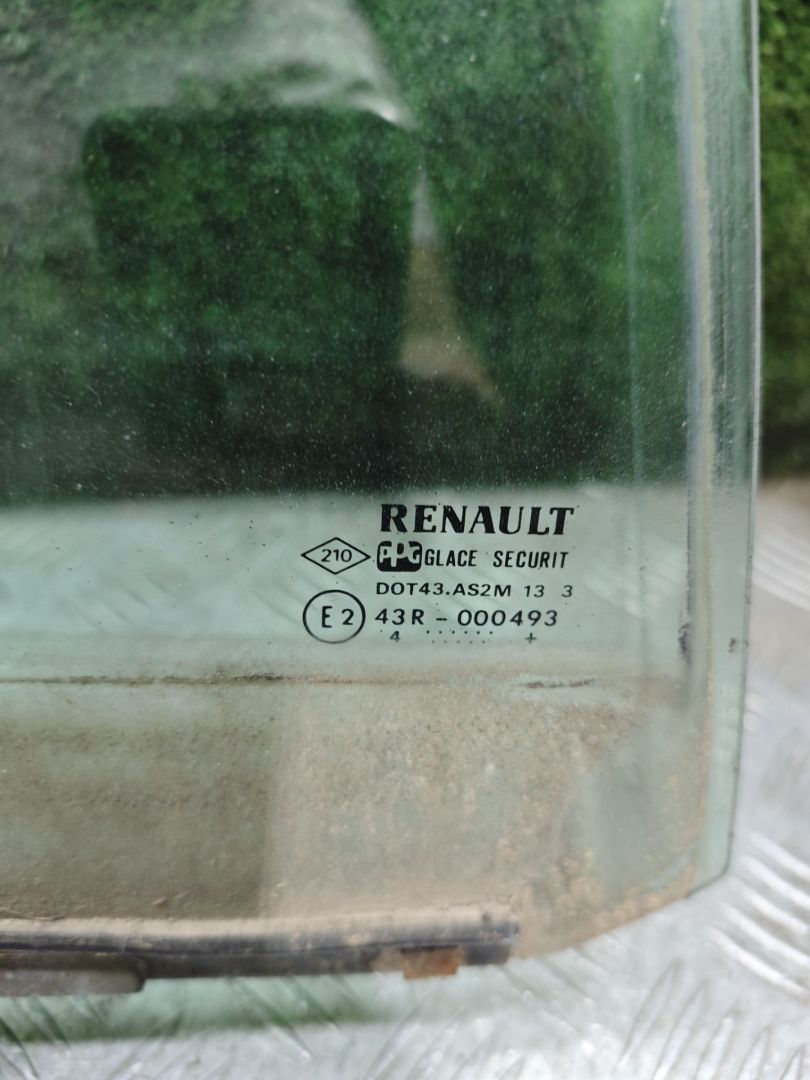 RENAULT
210 PPG GLACE SECURIT
DOT43.AS2M 13 3
E2 43R - 000493
4 ....... +